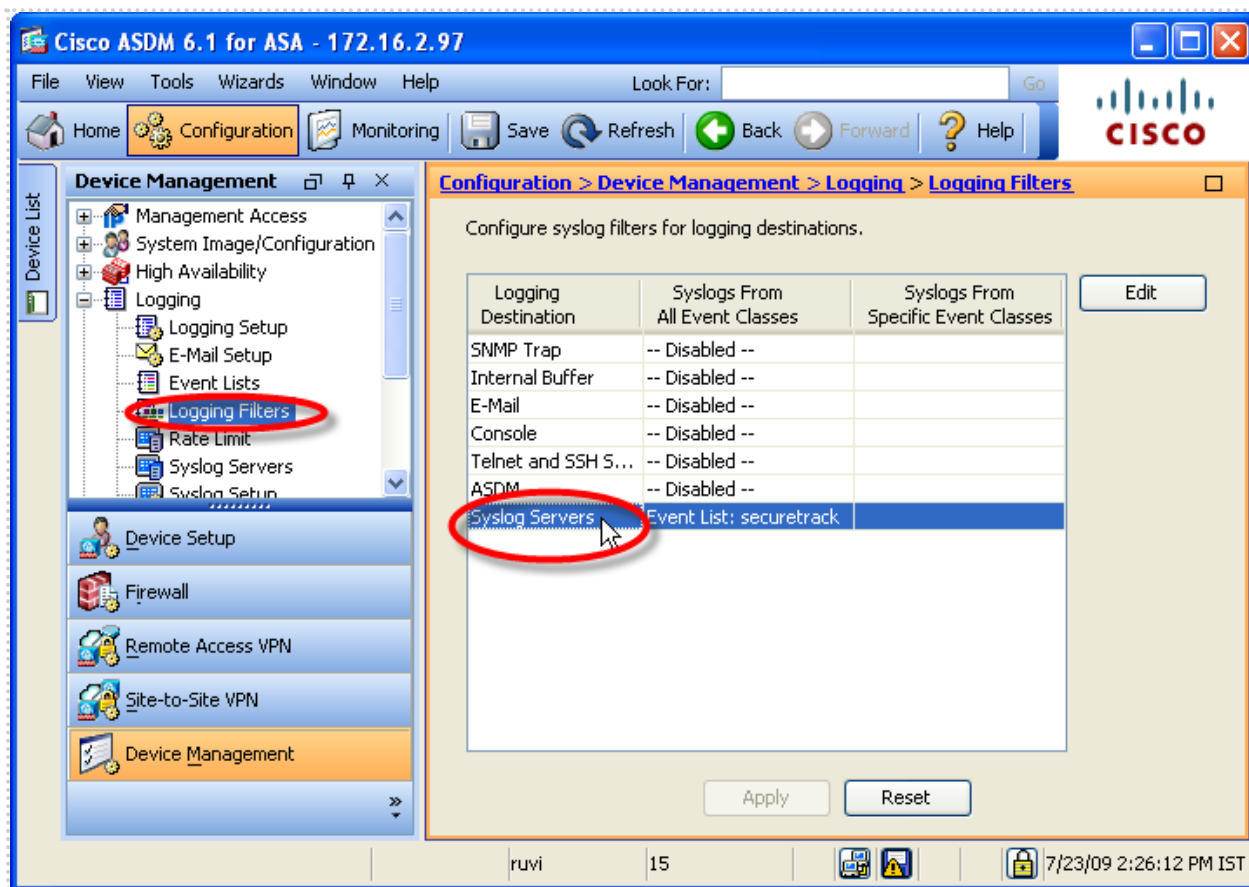 Cisco ASDM 6.1 for ASA - 172.16.2.97
File View Tools Wizards Window Help Look For: Go
Home Configuration Monitoring Save Refresh Back Forward Help
CISCO
Device List
Device Management
Management Access
System Image/Configuration
High Availability
Logging
Logging Setup
E-Mail Setup
Event Lists
Logging Filters
Rate Limit
Syslog Servers
Syslog Setup
Device Setup
Firewall
Remote Access VPN
Site-to-Site VPN
Device Management
Configuration > Device Management > Logging > Logging Filters
Configure syslog filters for logging destinations.
Logging Destination Syslogs From All Event Classes Syslogs From Specific Event Classes
SNMP Trap -- Disabled --
Internal Buffer -- Disabled --
E-Mail -- Disabled --
Console -- Disabled --
Telnet and SSH S... -- Disabled --
ASDM -- Disabled --
Syslog Servers Event List: securetrack
Edit
Apply Reset
ruvi 15 7/23/09 2:26:12 PM IST